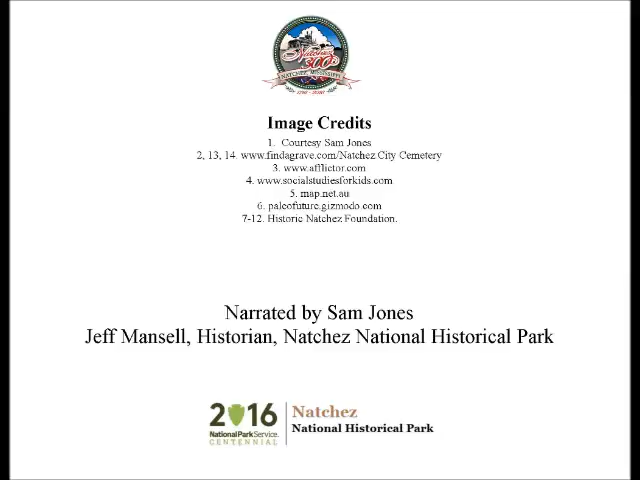 Natchez
300
NATCHEZ, MISSISSIPPI
Image Credits
1. Courtesy Sam Jones
2, 13, 14. www.findagrave.com/Natchez City Cemetery
3. www.afflictor.com
4. www.socialstudiesforkids.com
5. map.net.au
6. paleofuture.gizmodo.com
7-12. Historic Natchez Foundation.
Narrated by Sam Jones
Jeff Mansell, Historian, Natchez National Historical Park
2016
National Park Service
CENTENNIAL
Natchez
National Historical Park